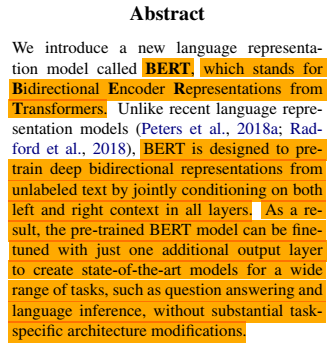 Abstract
We introduce a new language representa-
tion model called BERT, which stands for
Bidirectional Encoder Representations from
Transformers. Unlike recent language repre-
sentation models (Peters et al., 2018a; Rad-
ford et al., 2018), BERT is designed to pre-
train deep bidirectional representations from
unlabeled text by jointly conditioning on both
left and right context in all layers. As a re-
sult, the pre-trained BERT model can be fine-
tuned with just one additional output layer
to create state-of-the-art models for a wide
range of tasks, such as question answering and
language inference, without substantial task-
specific architecture modifications.